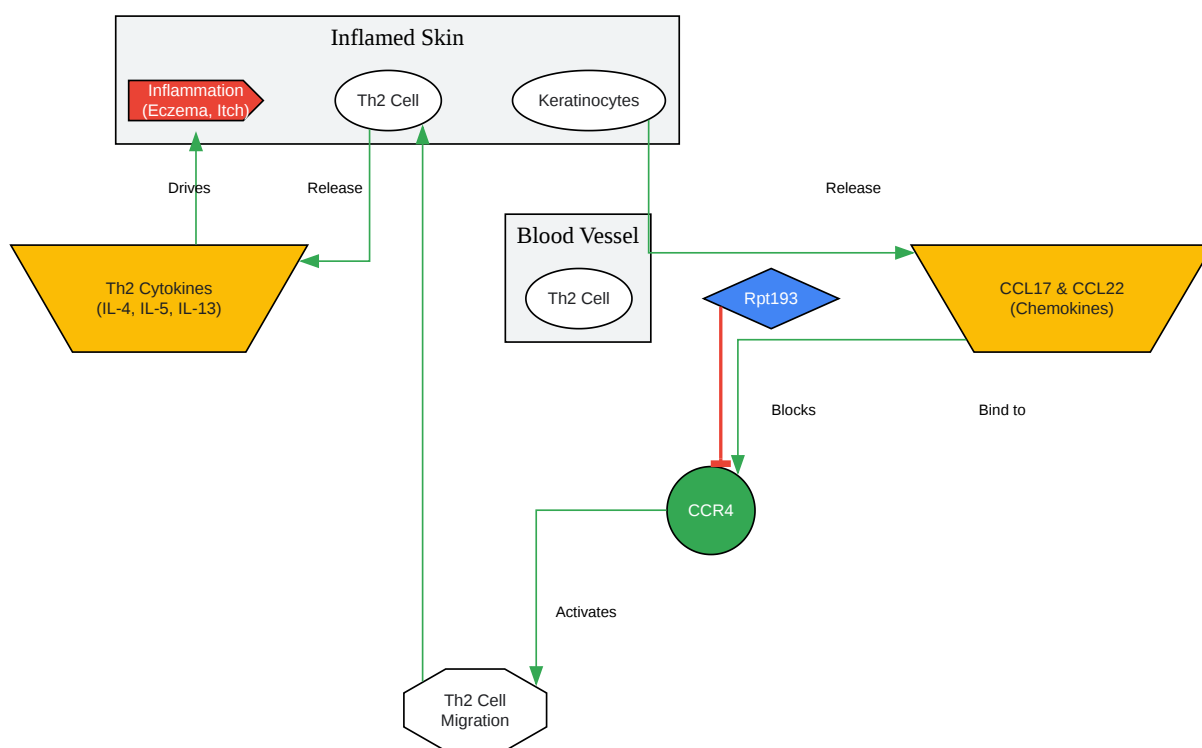 Inflamed Skin
Inflammation
(Eczema, Itch)
Th2 Cell
Keratinocytes
Drives
Release
Release
Blood Vessel
Th2 Cell
Th2 Cytokines
(IL-4, IL-5, IL-13)
Rpt193
CCL17 & CCL22
(Chemokines)
Blocks
Bind to
CCR4
Activates
Th2 Cell
Migration